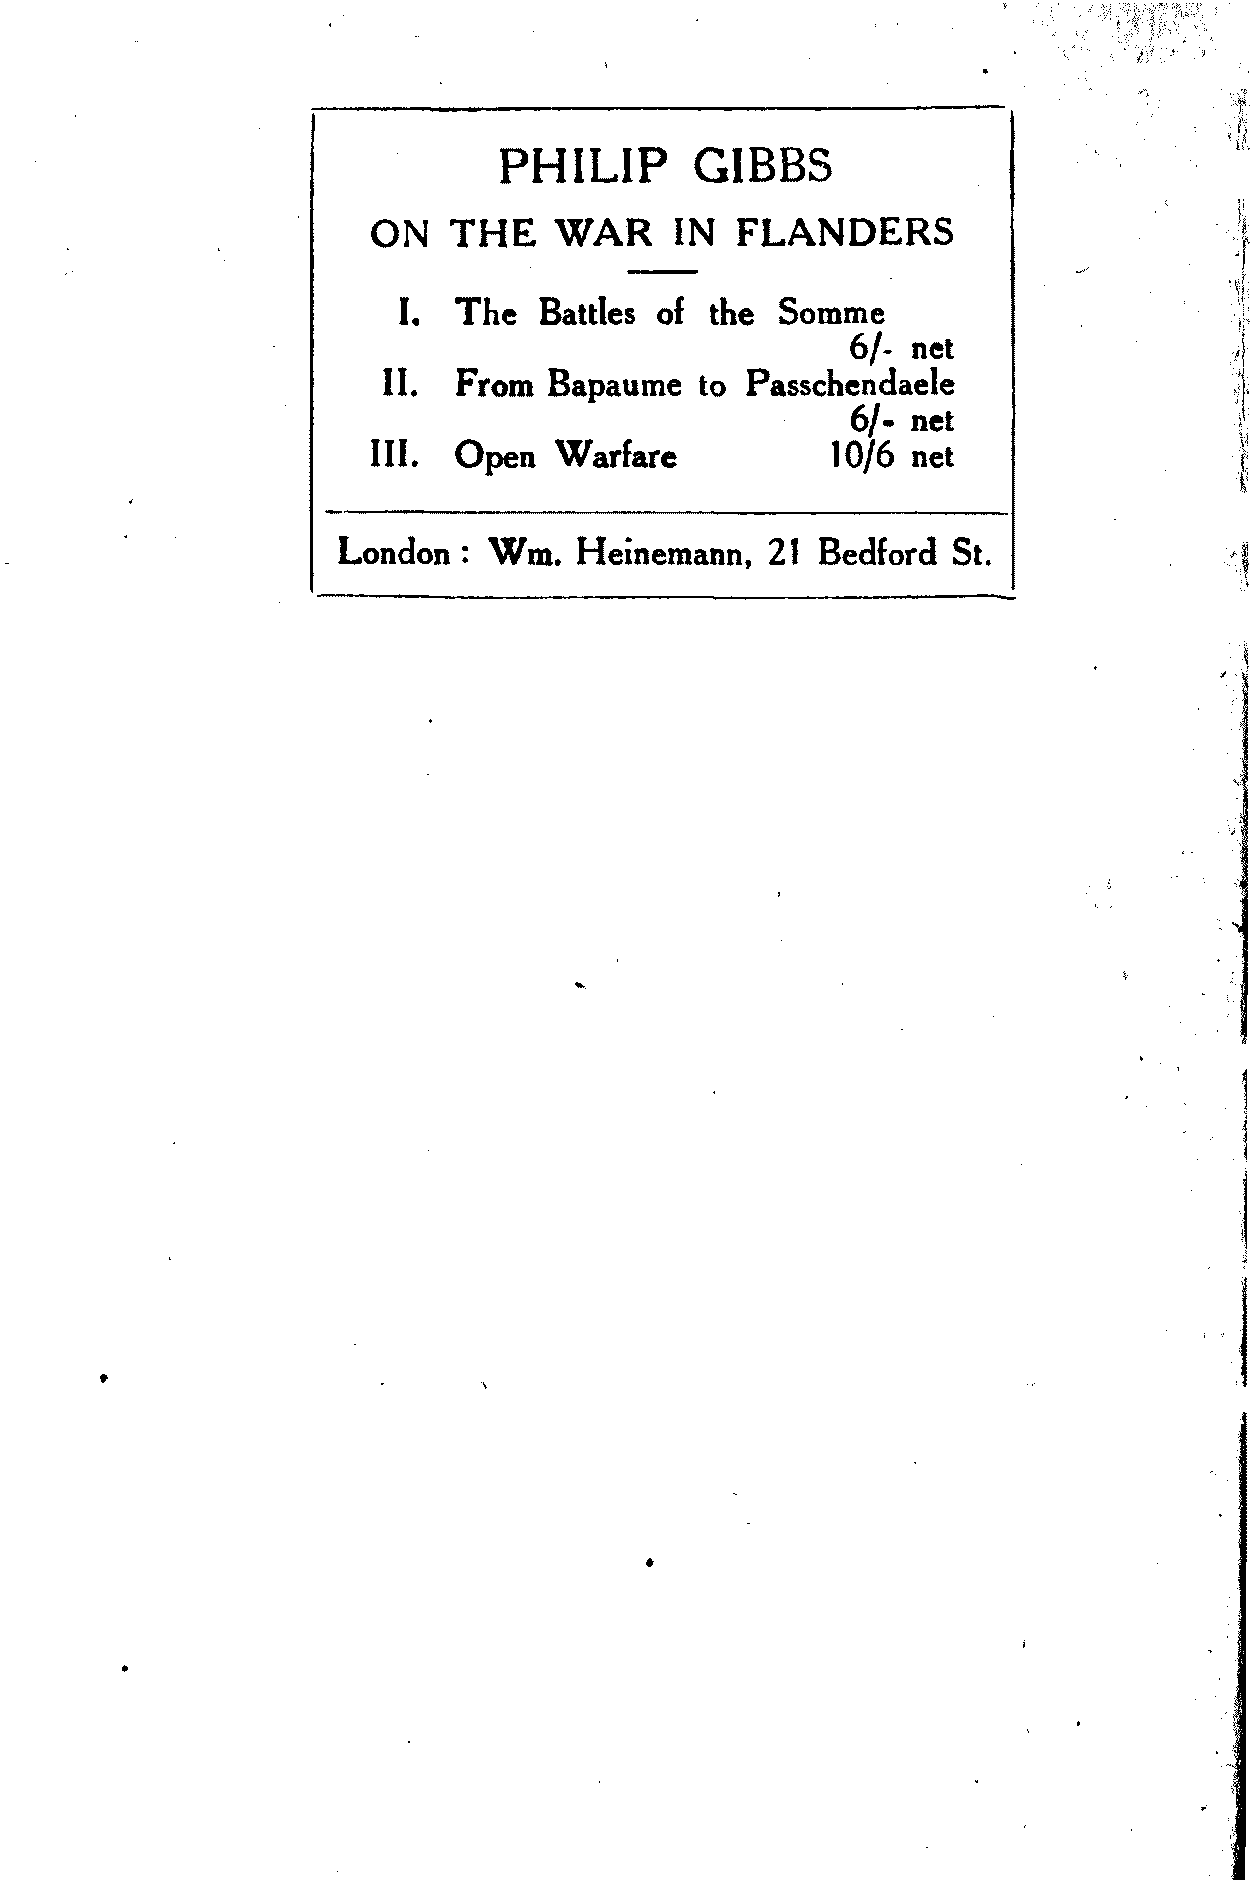 PHILIP GIBBS
ON THE WAR IN FLANDERS
I. The Battles of the Somme
6/- net
II. From Bapaume to Passchendaele
6/- net
III. Open Warfare 10/6 net
London : Wm. Heinemann, 21 Bedford St.